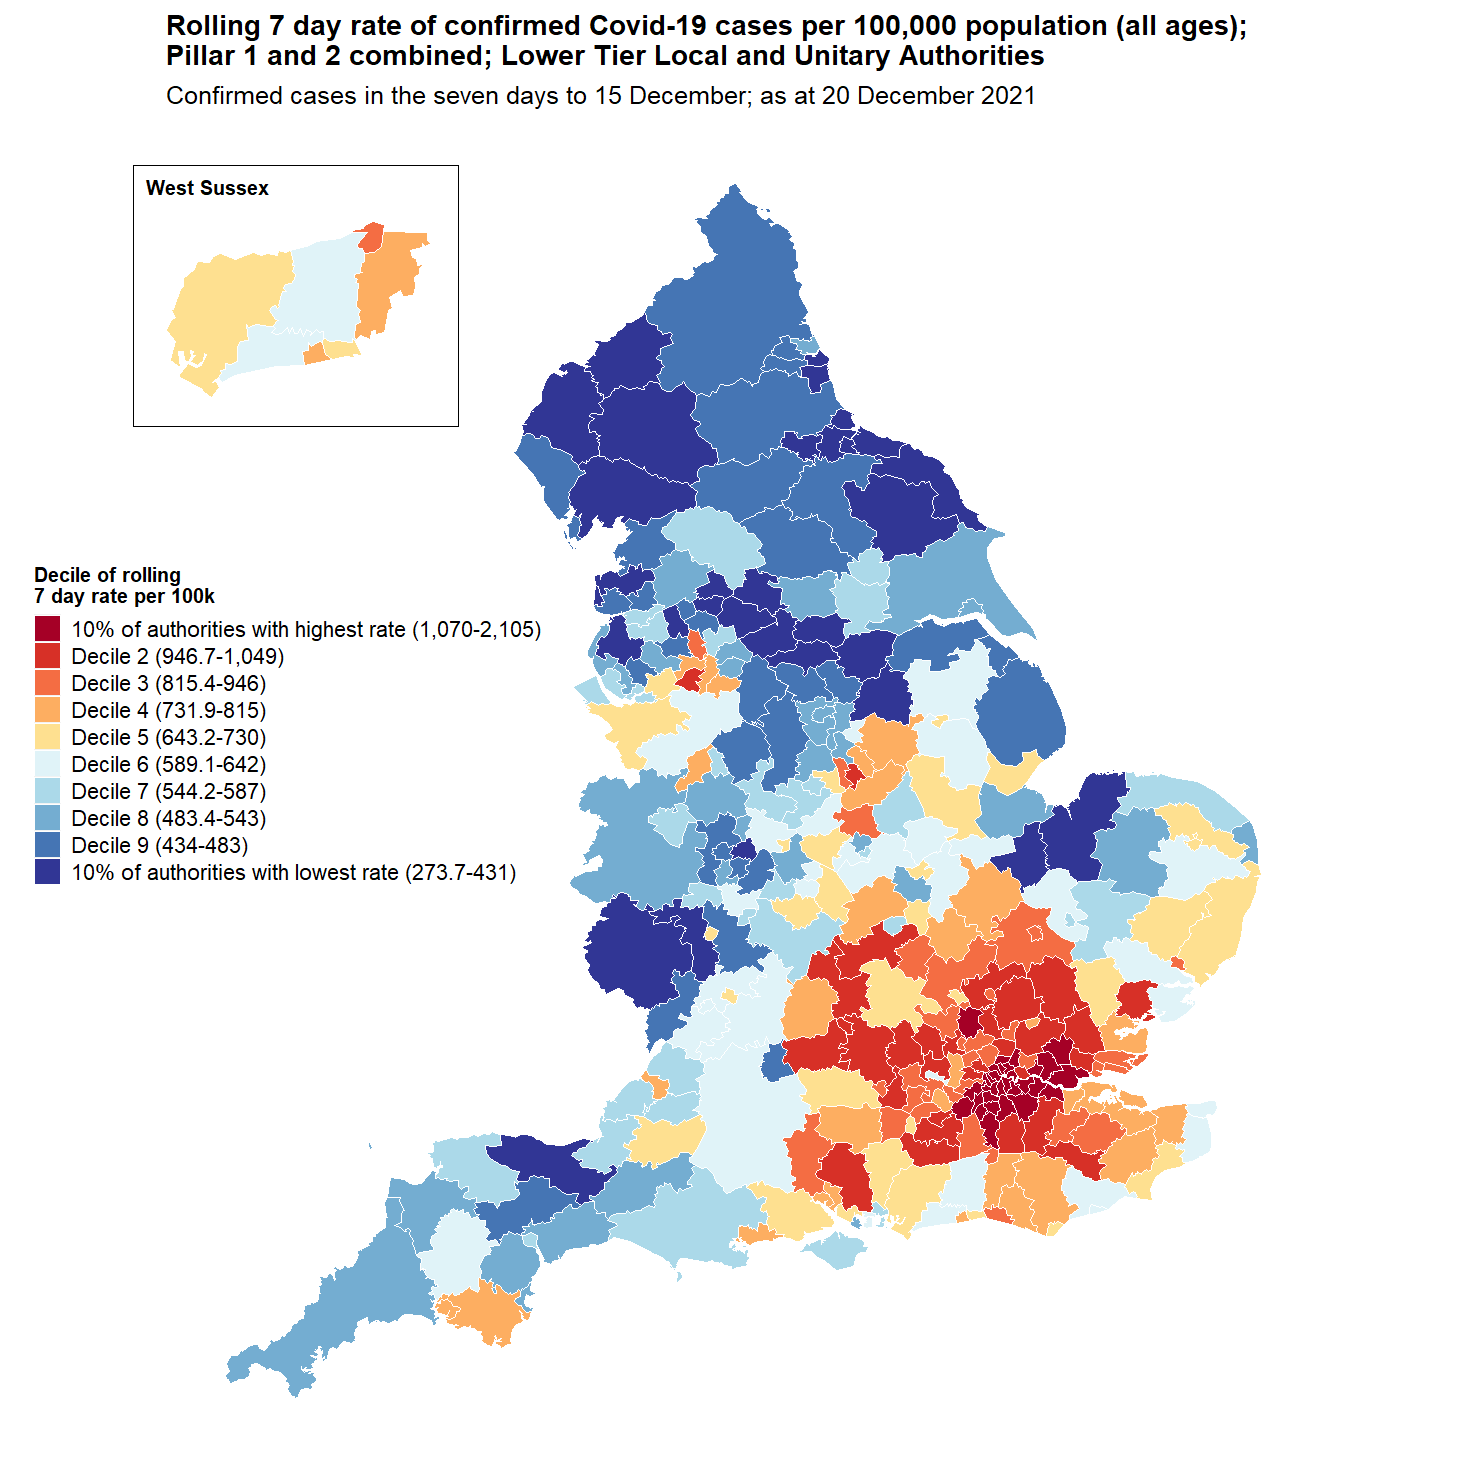 Rolling 7 day rate of confirmed Covid-19 cases per 100,000 population (all ages);
Pillar 1 and 2 combined; Lower Tier Local and Unitary Authorities
Confirmed cases in the seven days to 15 December; as at 20 December 2021
West Sussex
Decile of rolling
7 day rate per 100k
10% of authorities with highest rate (1,070-2,105)
Decile 2 (946.7-1,049)
Decile 3 (815.4-946)
Decile 4 (731.9-815)
Decile 5 (643.2-730)
Decile 6 (589.1-642)
Decile 7 (544.2-587)
Decile 8 (483.4-543)
Decile 9 (434-483)
10% of authorities with lowest rate (273.7-431)